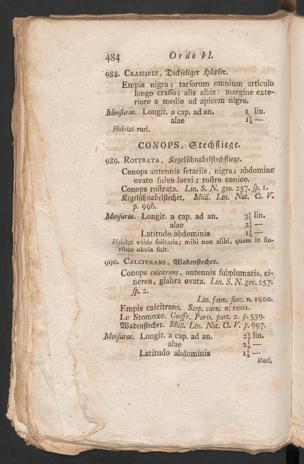 484 Ordo VI.
988. CRASSIPES, Dickfüßiger Hüpfer.
Empis nigra; tarsorum omnium articulo
longo crasso; alis albis: margine exte-
riore a medio ad apicem nigro.
Mensurae. Longit. a cap. ad an. 1 lin.
alae 1¼ —
Habitat ruri.
CONOPS, Stechfliege.
989. ROSTRATA, Kegelschnabelstechfliege.
Conops antennis setariis, nigra; abdomine
ovato fulvo laevi; rostro conico.
Conops rostrata. Lin. S. N. gen. 257. sp. 1.
Kegelschnabelstecher. Müll. Lin. Nat. C. V.
p. 996.
Mensurae. Longit. a cap. ad an. 3½ lin.
alae 3½ —
Latitudo abdominis 1½ —
Habitat valde solitaria; mihi non alibi, quam in flo-
ribus obvia fuit.
990. CALCITRANS, Wadenstecher.
Conops calcitrans, antennis subplumatis, ci-
nerea, glabra ovata. Lin. S. N. gen. 257.
sp. 2.
Lin. faun. suec. n. 1900.
Empis calcitrans. Scop. carn. n. 1001.
Le Stomoxe. Geoffr. Paris. part. 2. p. 539.
Wadenstecher. Müll. Lin. Nat. C. V. p. 997.
Mensurae. Longit. a cap. ad an. lin.
alae —
Latitudo abdominis —
Ruri,